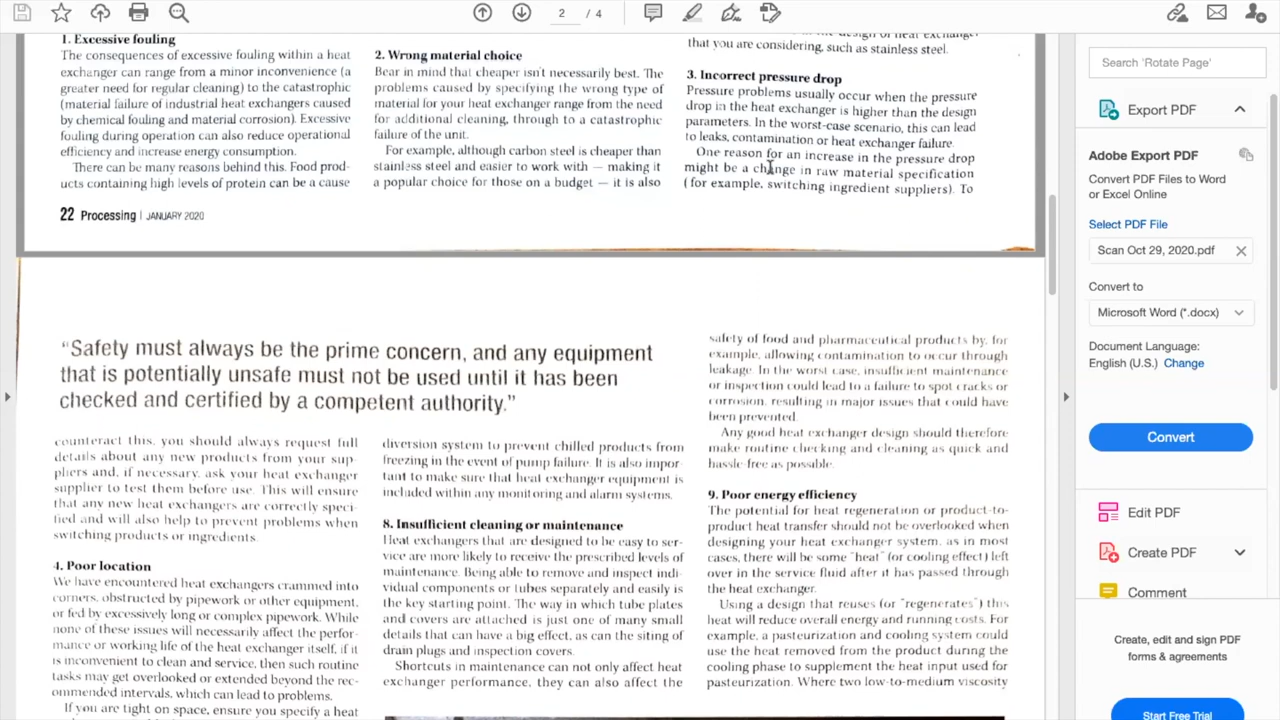 2 / 4
1. Excessive fouling
The consequences of excessive fouling within a heat
exchanger can range from a minor inconvenience (a
greater need for regular cleaning) to the catastrophic
(material failure of industrial heat exchangers caused
by chemical fouling and material corrosion). Excessive
fouling during operation can also reduce operational
efficiency and increase energy consumption.
There can be many reasons behind this. Food prod-
ucts containing high levels of protein can be a cause
22 Processing | JANUARY 2020
2. Wrong material choice
Bear in mind that cheaper isn't necessarily best. The
problems caused by specifying the wrong type of
material for your heat exchanger range from the need
for additional cleaning, through to a catastrophic
failure of the unit.
For example, although carbon steel is cheaper than
stainless steel and easier to work with — making it
a popular choice for those on a budget — it is also
that you are considering, such as stainless steel.
3. Incorrect pressure drop
Pressure problems usually occur when the pressure
drop in the heat exchanger is higher than the design
parameters. In the worst-case scenario, this can lead
to leaks, contamination or heat exchanger failure.
One reason for an increase in the pressure drop
might be a change in raw material specification
(for example, switching ingredient suppliers). To
"Safety must always be the prime concern, and any equipment
that is potentially unsafe must not be used until it has been
checked and certified by a competent authority."
counteract this, you should always request full
details about any new products from your sup-
pliers and, if necessary, ask your heat exchanger
supplier to test them before use. This will ensure
that any new heat exchangers are correctly speci-
fied and will also help to prevent problems when
switching products or ingredients.
4. Poor location
We have encountered heat exchangers crammed into
corners, obstructed by pipework or other equipment,
or fed by excessively long or complex pipework. While
none of these issues will necessarily affect the perfor-
mance or working life of the heat exchanger itself, if it
is inconvenient to clean and service, then such routine
tasks may get overlooked or extended beyond the rec-
ommended intervals, which can lead to problems.
If you are tight on space, ensure you specify a heat
diversion system to prevent chilled products from
freezing in the event of pump failure. It is also impor-
tant to make sure that heat exchanger equipment is
included within any monitoring and alarm systems.
8. Insufficient cleaning or maintenance
Heat exchangers that are designed to be easy to ser-
vice are more likely to receive the prescribed levels of
maintenance. Being able to remove and inspect indi-
vidual components or tubes separately and easily is
the key starting point. The way in which tube plates
and covers are attached is just one of many small
details that can have a big effect, as can the siting of
drain plugs and inspection covers.
Shortcuts in maintenance can not only affect heat
exchanger performance, they can also affect the
safety of food and pharmaceutical products by, for
example, allowing contamination to occur through
leakage. In the worst case, insufficient maintenance
or inspection could lead to a failure to spot cracks or
corrosion, resulting in major issues that could have
been prevented.
Any good heat exchanger design should therefore
make routine checking and cleaning as quick and
hassle-free as possible.
9. Poor energy efficiency
The potential for heat regeneration or product-to-
product heat transfer should not be overlooked when
designing your heat exchanger system, as in most
cases, there will be some "heat" (or cooling effect) left
over in the service fluid after it has passed through
the heat exchanger.
Using a design that reuses (or "regenerates") this
heat will reduce overall energy and running costs. For
example, a pasteurization and cooling system could
use the heat removed from the product during the
cooling phase to supplement the heat input used for
pasteurization. Where two low-to-medium viscosity
Search 'Rotate Page'
Export PDF
Adobe Export PDF
Convert PDF Files to Word
or Excel Online
Select PDF File
Scan Oct 29, 2020.pdf
Convert to
Microsoft Word (*.docx)
Document Language:
English (U.S.) Change
Convert
Edit PDF
Create PDF
Comment
Create, edit and sign PDF
forms & agreements
Start Free Trial